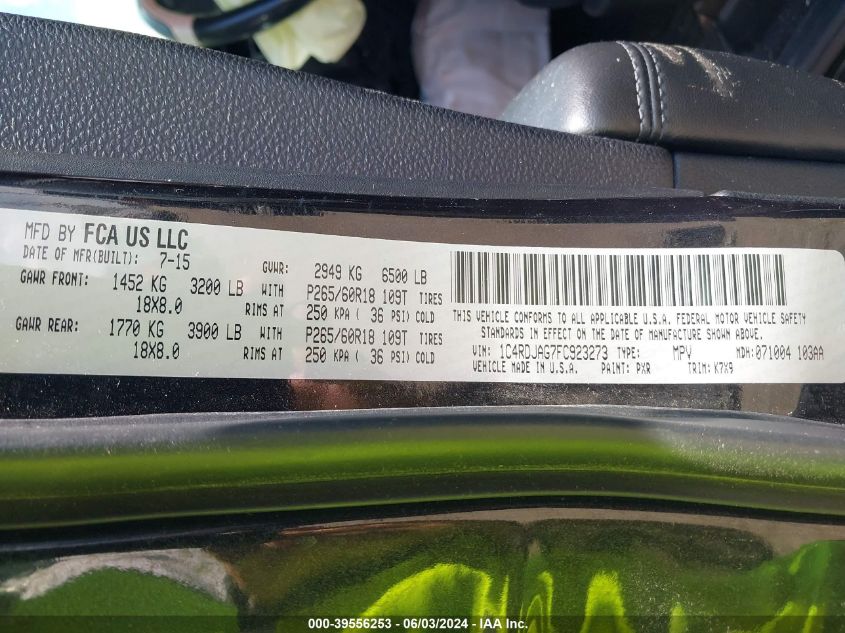 MFD BY FCA US LLC
DATE OF MFR(BUILT): 7-15 GVWR: 2949 KG 6500 LB
GAWR FRONT: 1452 KG 3200 LB WITH P265/60R18 109T TIRES
18X8.0 RIMS AT 250 KPA ( 36 PSI) COLD
GAWR REAR: 1770 KG 3900 LB WITH P265/60R18 109T TIRES
18X8.0 RIMS AT 250 KPA ( 36 PSI) COLD
THIS VEHICLE CONFORMS TO ALL APPLICABLE U.S.A. FEDERAL MOTOR VEHICLE SAFETY
STANDARDS IN EFFECT ON THE DATE OF MANUFACTURE SHOWN ABOVE.
VIN: 1C4RDJAG7FC923273 TYPE: MPV MDH: 071004 103AA
VEHICLE MADE IN U.S.A. PAINT: PXR TRIM: K7X9
000-39556253 - 06/03/2024 - IAAI.com